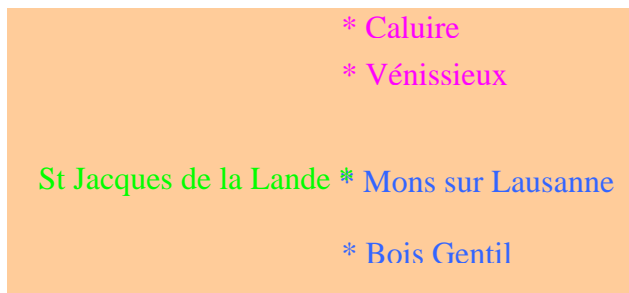 * Caluire
* Vénissieux
St Jacques de la Lande * * Mons sur Lausanne
* Bois Gentil